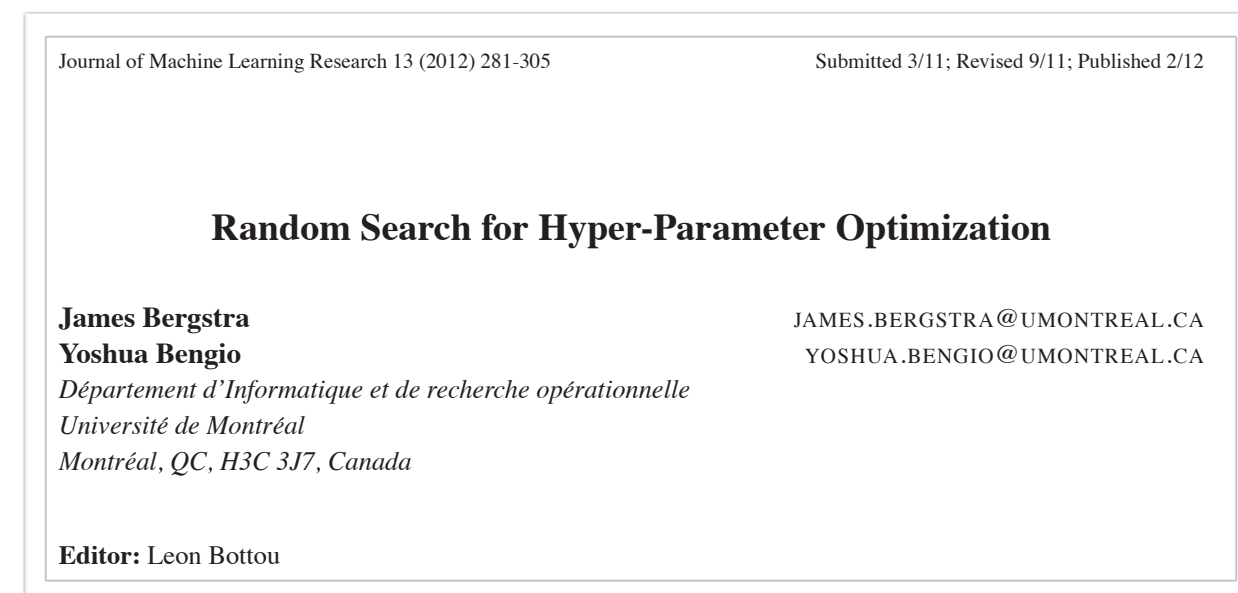 Journal of Machine Learning Research 13 (2012) 281-305 Submitted 3/11; Revised 9/11; Published 2/12
Random Search for Hyper-Parameter Optimization
James Bergstra JAMES.BERGSTRA@UMONTREAL.CA
Yoshua Bengio YOSHUA.BENGIO@UMONTREAL.CA
Département d'Informatique et de recherche opérationnelle
Université de Montréal
Montréal, QC, H3C 3J7, Canada
Editor: Leon Bottou